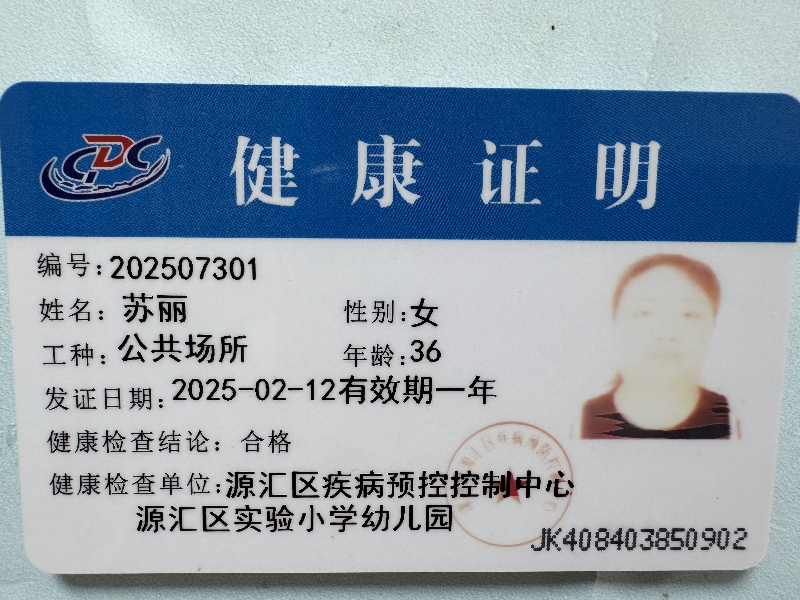 CDC
健康证明
编号:202507301
姓名:苏丽 性别:女
工种:公共场所 年龄:36
发证日期:2025-02-12有效期一年
健康检查结论:合格
健康检查单位:源汇区疾病预控控制中心
源汇区实验小学幼儿园
JK408403850902